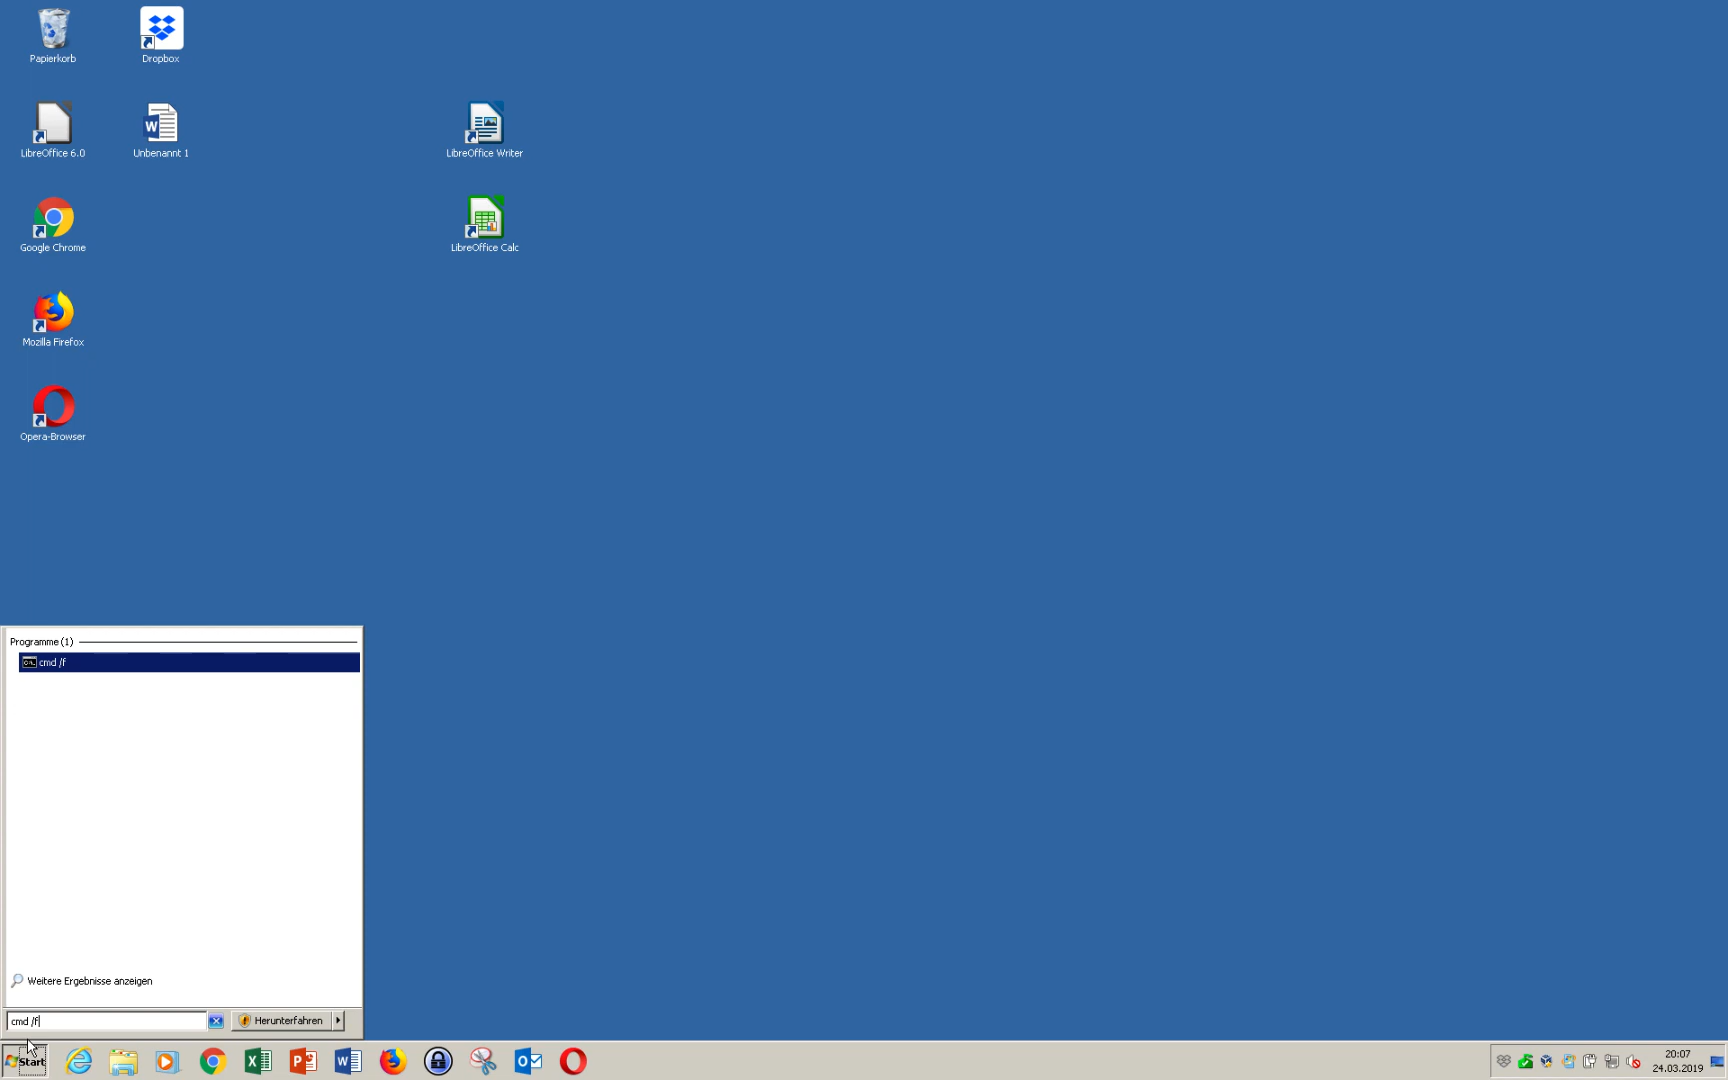 Papierkorb
Dropbox
LibreOffice 6.0
Unbenannt 1
LibreOffice Writer
Google Chrome
LibreOffice Calc
Mozilla Firefox
Opera-Browser
Programme (1)
cmd /f
Weitere Ergebnisse anzeigen
cmd /f
Herunterfahren
Start
20:07
24.03.2019